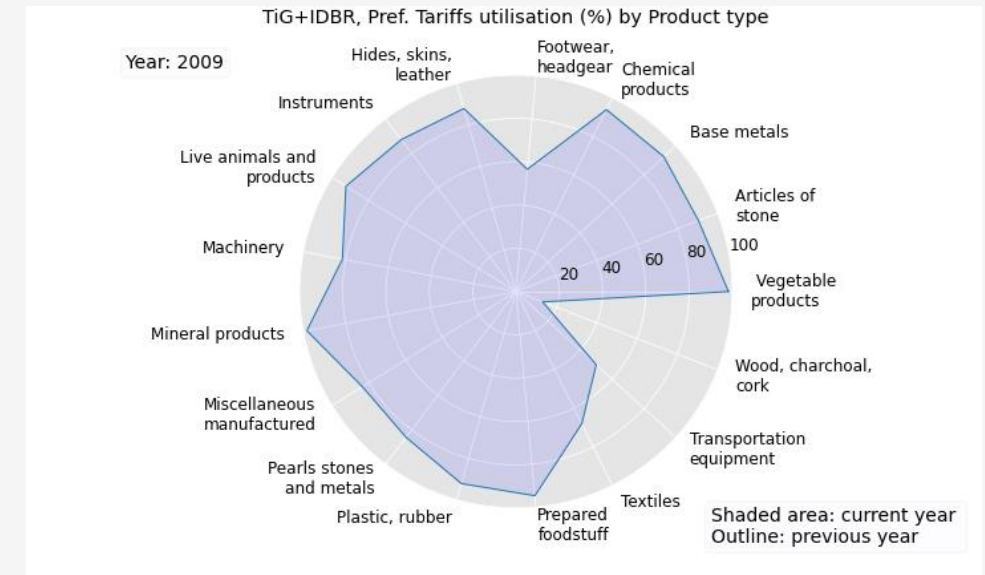 TiG+IDBR, Pref. Tariffs utilisation (%) by Product type
Year: 2009
Hides, skins,
leather
Footwear,
headgear
Chemical
products
Instruments
Base metals
Live animals and
products
Articles of
stone
Machinery
20
40
60
80
100
Vegetable
products
Mineral products
Wood, charchoal,
cork
Miscellaneous
manufactured
Transportation
equipment
Pearls stones
and metals
Textiles
Plastic, rubber
Prepared
foodstuff
Shaded area: current year
Outline: previous year